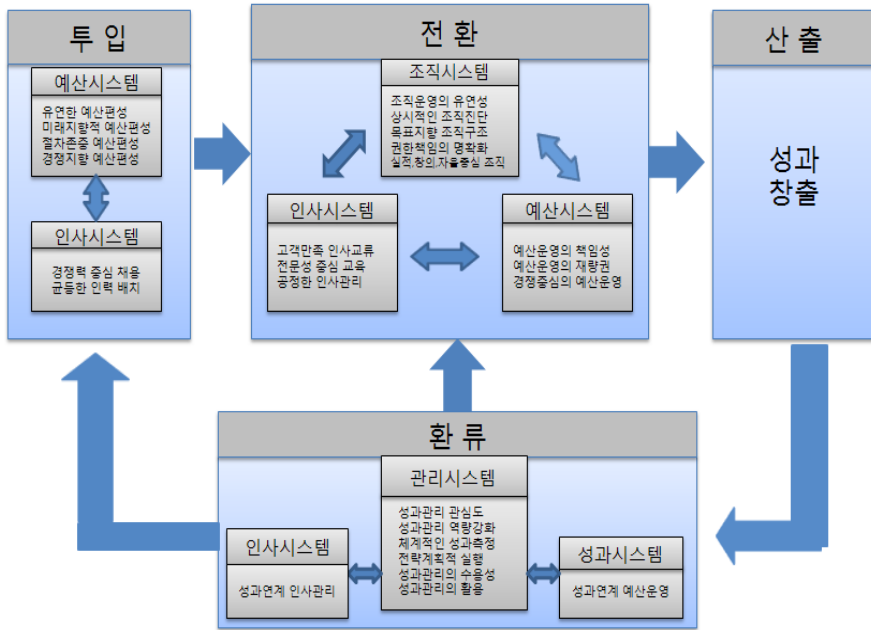 투 입
예산시스템
유연한 예산편성
미래지향적 예산편성
절차존중 예산편성
경쟁지향 예산편성
인사시스템
경쟁력 중심 채용
균등한 인력 배치
전 환
조직시스템
조직운영의 유연성
상시적인 조직진단
목표지향 조직구조
권한책임의 명확화
실적,창의,자율중심 조직
인사시스템
고객만족 인사교류
전문성 중심 교육
공정한 인사관리
예산시스템
예산운영의 책임성
예산운영의 재량권
경쟁중심의 예산운영
산 출
성과
창출
환 류
관리시스템
성과관리 관심도
성과관리 역량강화
체계적인 성과측정
전략계획적 실행
성과관리의 수용성
성과관리의 활용
인사시스템
성과연계 인사관리
성과시스템
성과연계 예산운영